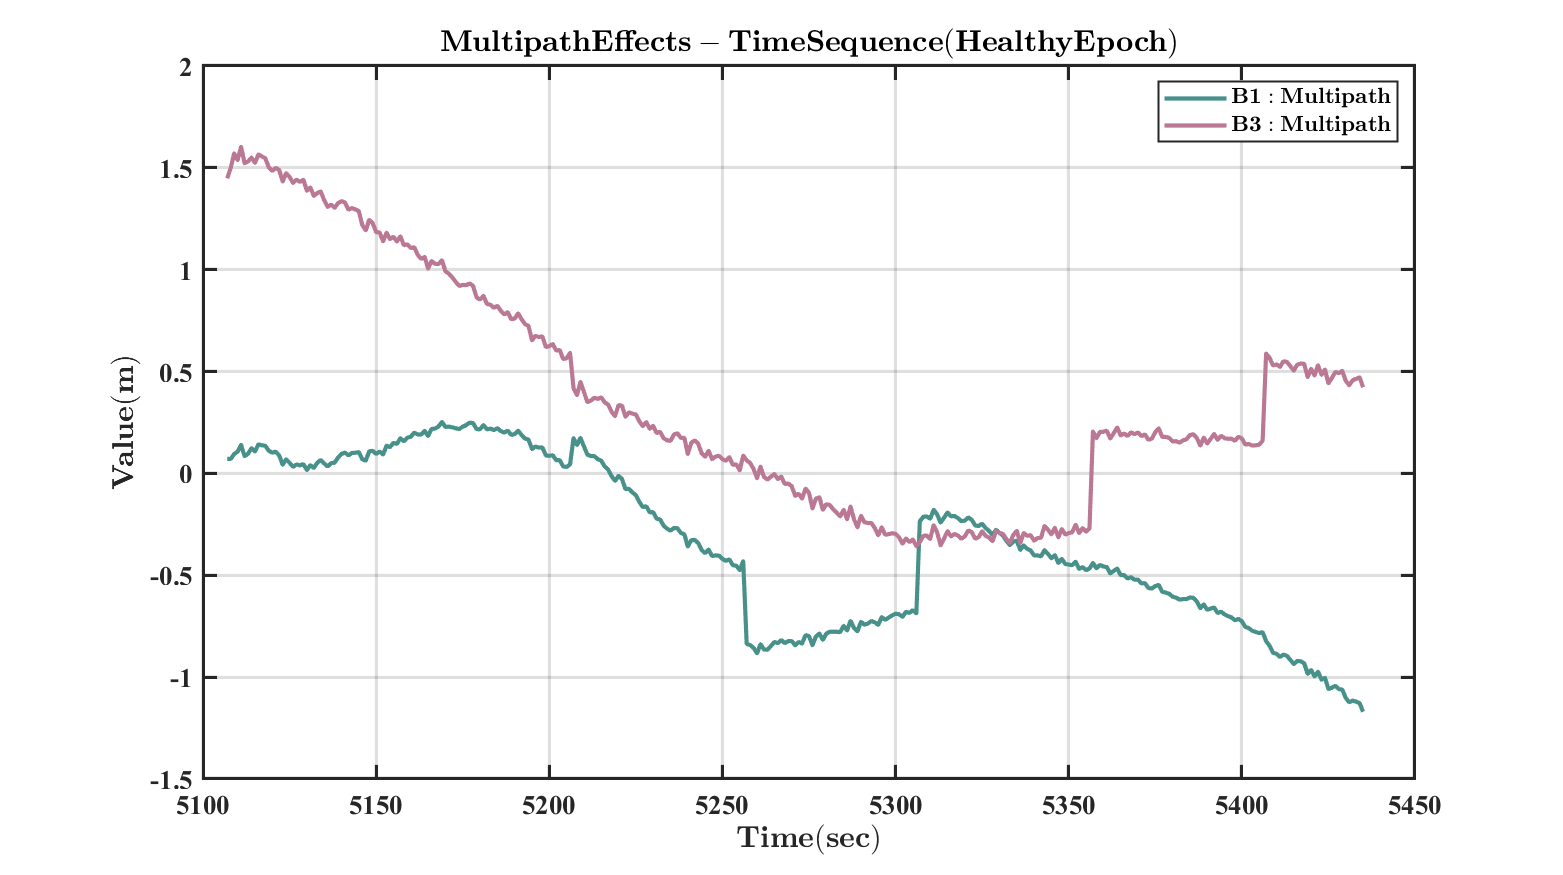 MultipathEffects – TimeSequence(HealthyEpoch)
B1 : Multipath
B3 : Multipath
Value(m)
2
1.5
1
0.5
0
-0.5
-1
-1.5
5100 5150 5200 5250 5300 5350 5400 5450
Time(sec)